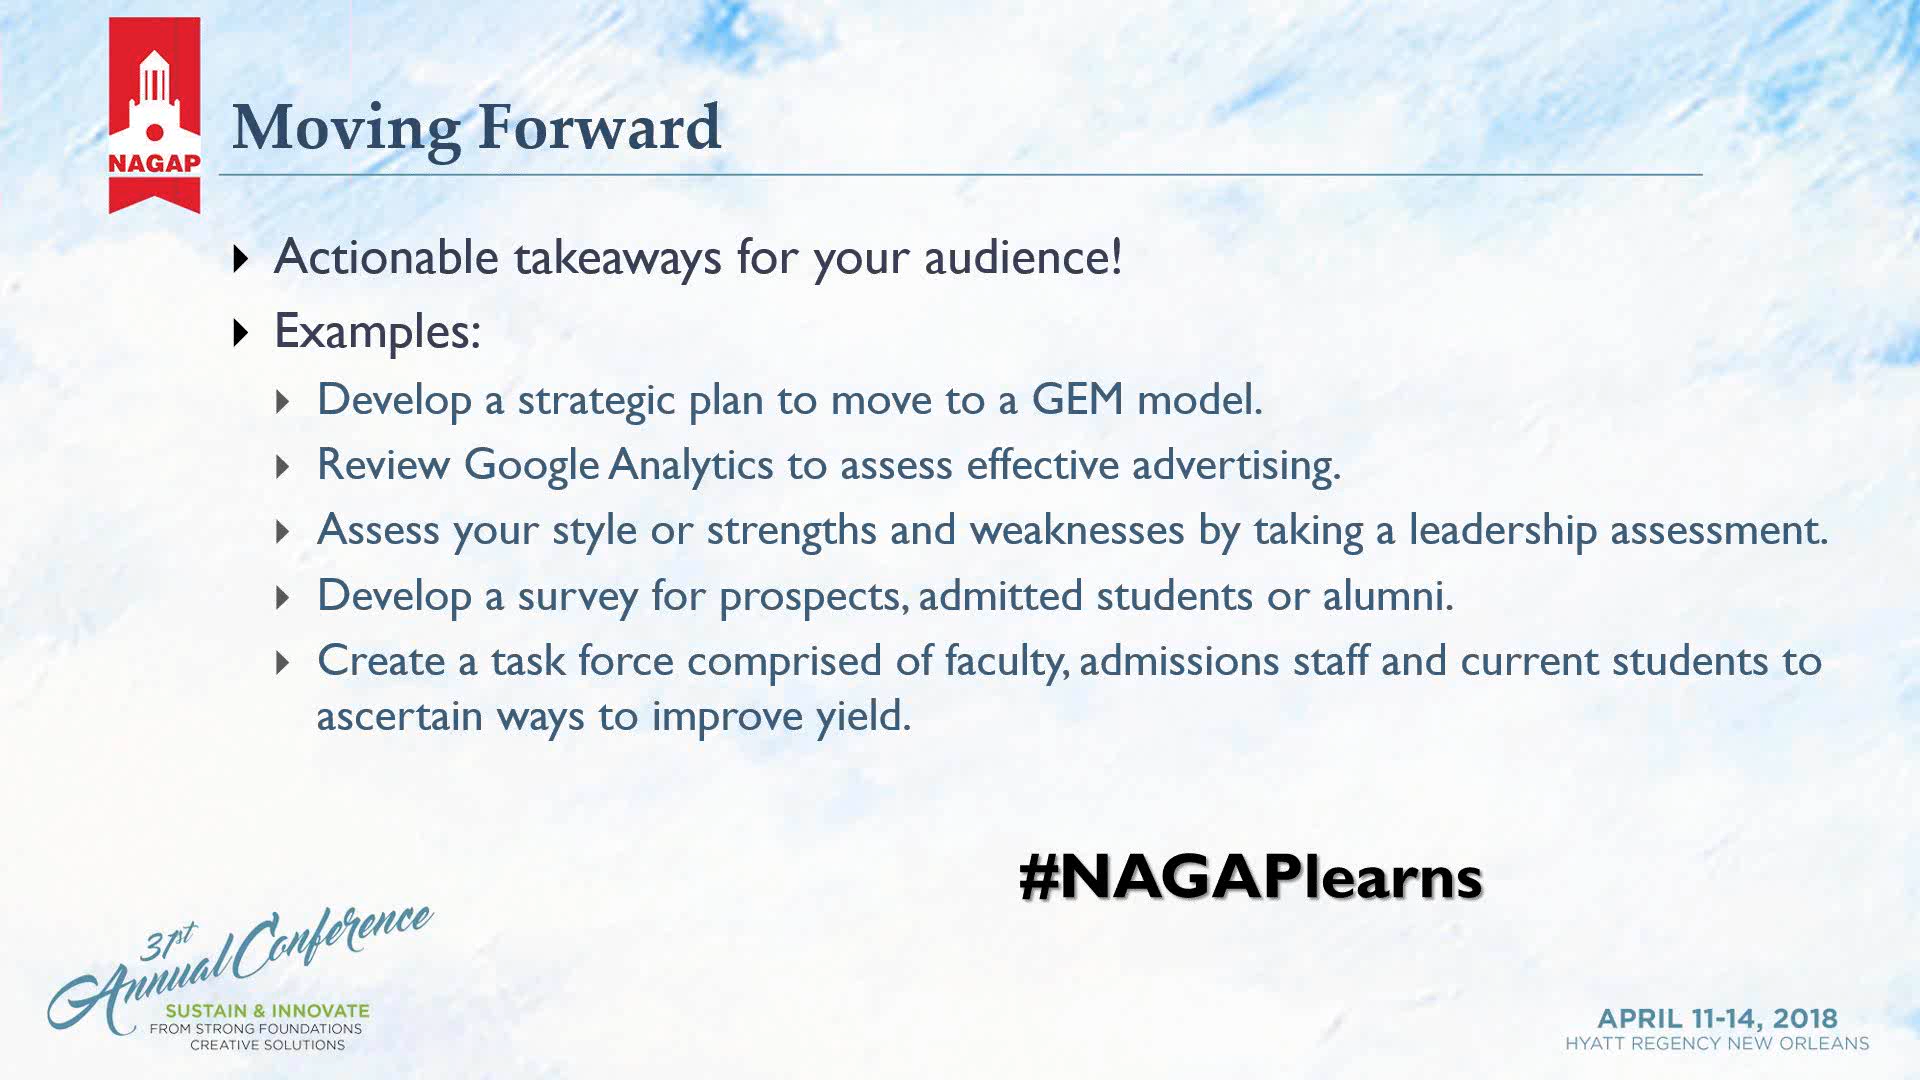 NAGAP
Moving Forward
Actionable takeaways for your audience!
Examples:
Develop a strategic plan to move to a GEM model.
Review Google Analytics to assess effective advertising.
Assess your style or strengths and weaknesses by taking a leadership assessment.
Develop a survey for prospects, admitted students or alumni.
Create a task force comprised of faculty, admissions staff and current students to
ascertain ways to improve yield.
#NAGAPlearns
31st
Annual Conference
SUSTAIN & INNOVATE
FROM STRONG FOUNDATIONS
CREATIVE SOLUTIONS
APRIL 11-14, 2018
HYATT REGENCY NEW ORLEANS